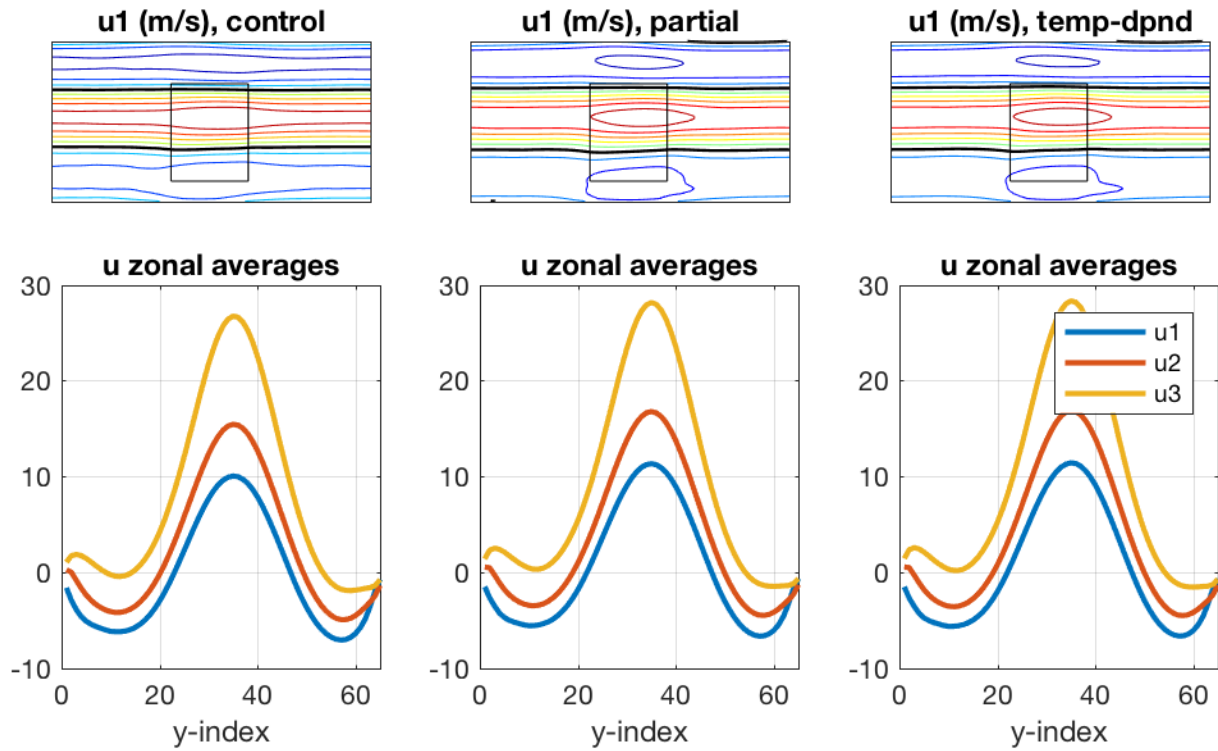 u1 (m/s), control
u1 (m/s), partial
u1 (m/s), temp-dpnd
u zonal averages
30
20
10
0
-10
0
20
40
60
y-index
u zonal averages
30
20
10
0
-10
0
20
40
60
y-index
u zonal averages
30
20
10
0
-10
0
20
40
60
y-index
u1
u2
u3